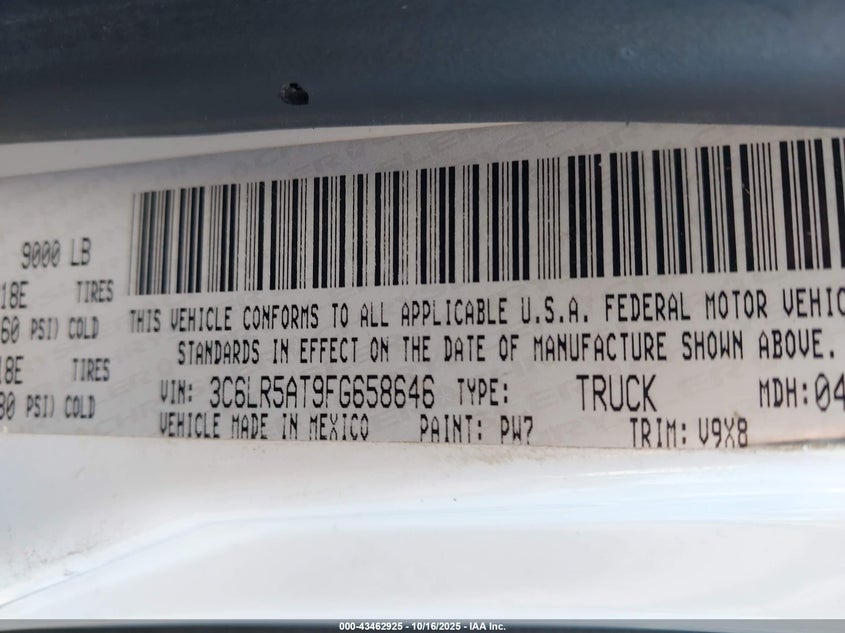 9000 LB
18E TIRES
60 PSI) COLD
18E TIRES
80 PSI) COLD
THIS VEHICLE CONFORMS TO ALL APPLICABLE U.S.A. FEDERAL MOTOR VEHIC
STANDARDS IN EFFECT ON THE DATE OF MANUFACTURE SHOWN ABOVE.
VIN: 3C6LR5AT9FG658646 TYPE: TRUCK MDH: 04
VEHICLE MADE IN MEXICO PAINT: PW7 TRIM: V9X8
000-43462925 - 10/16/2025 - IAA Inc.